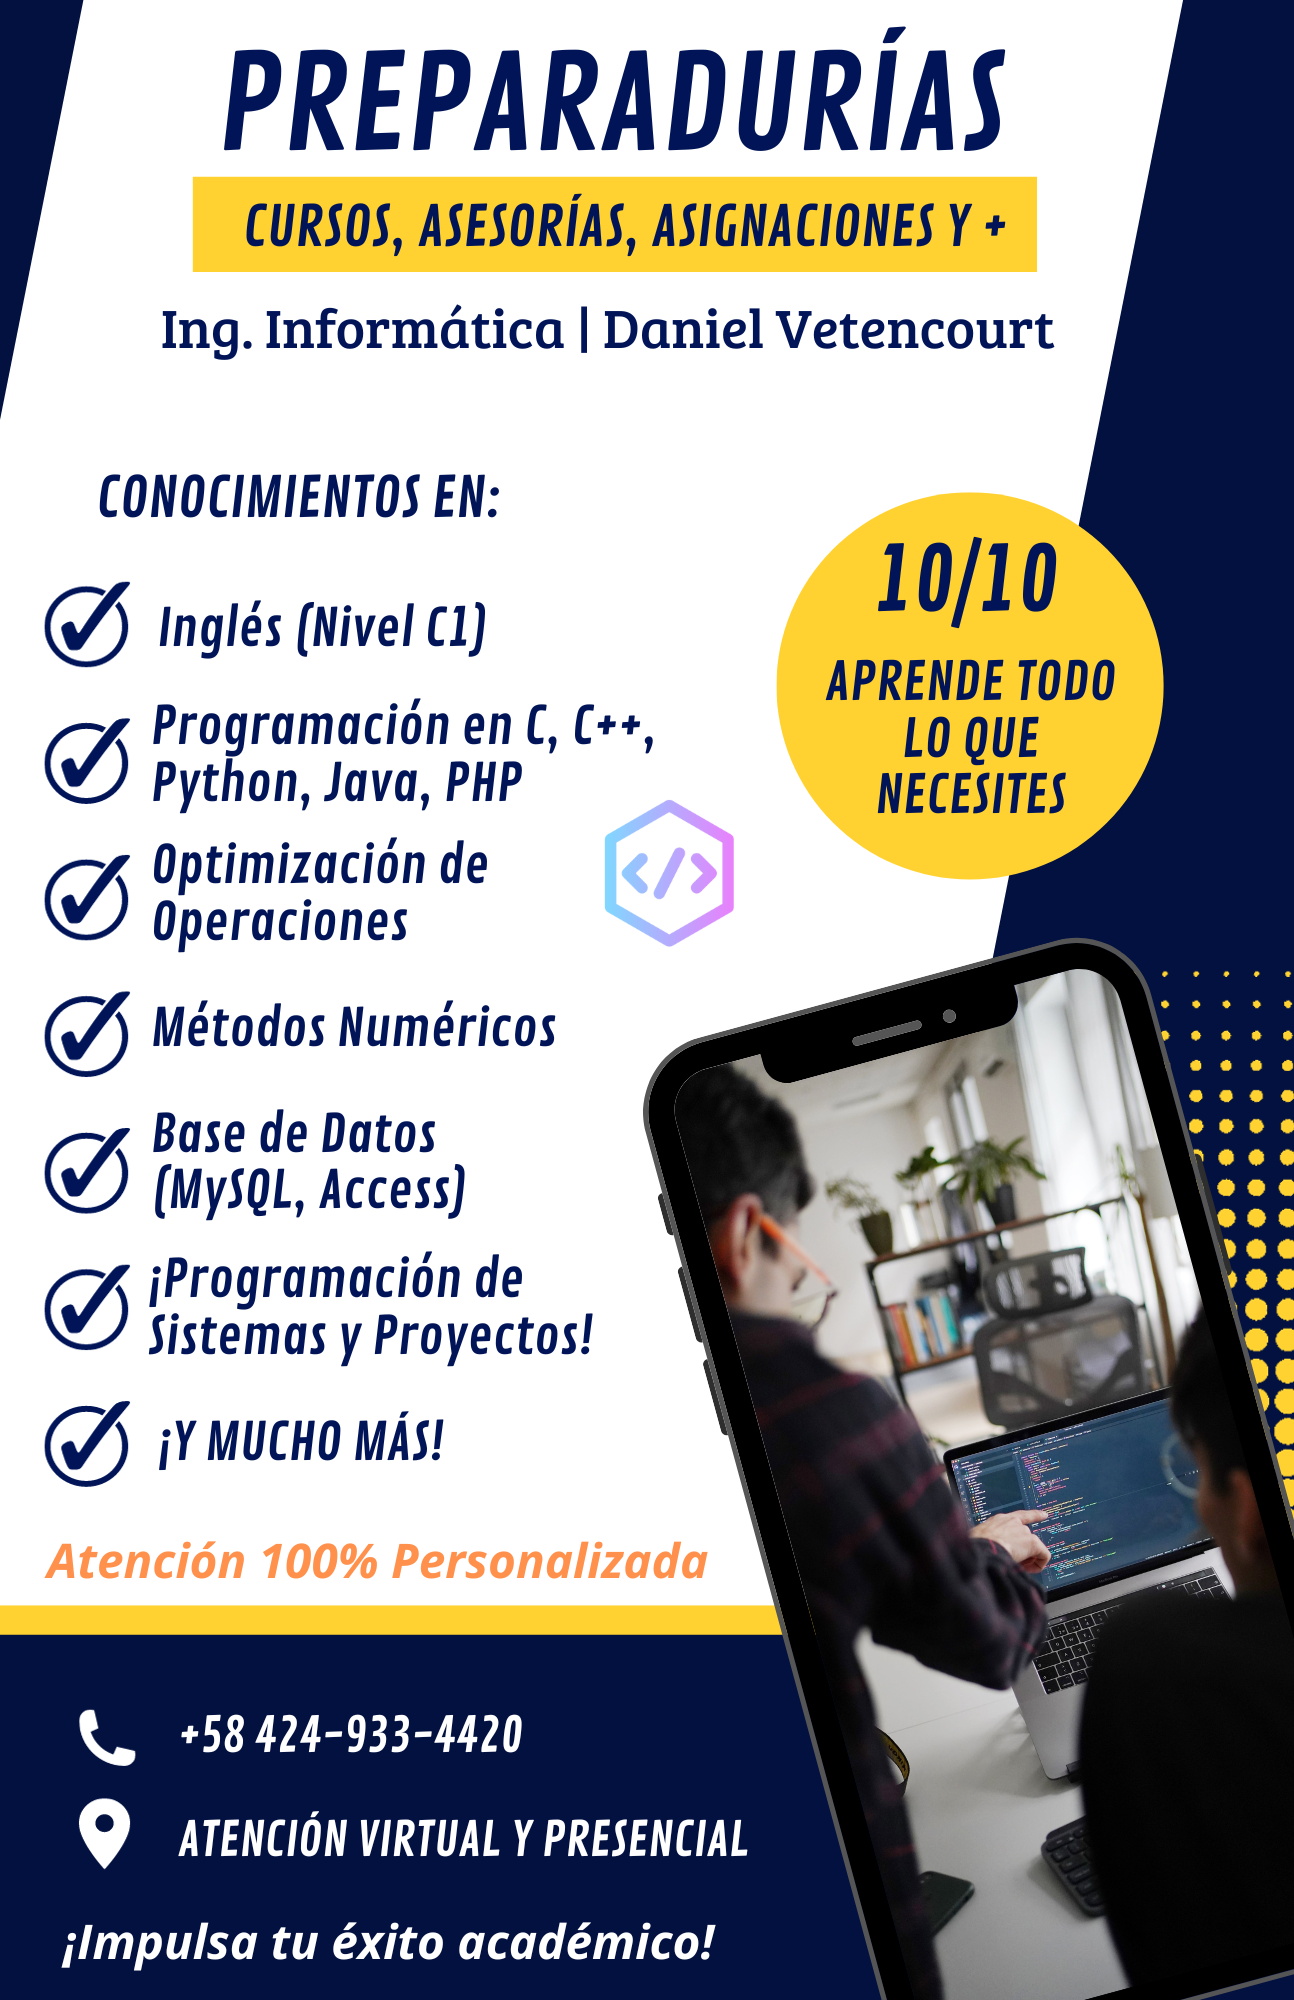 PREPARADURÍAS
CURSOS, ASESORÍAS, ASIGNACIONES Y +
Ing. Informática | Daniel Vetencourt
CONOCIMIENTOS EN:
Inglés (Nivel C1)
Programación en C, C++,
Python, Java, PHP
Optimización de
Operaciones
Métodos Numéricos
Base de Datos
(MySQL, Access)
¡Programación de
Sistemas y Proyectos!
¡Y MUCHO MÁS!
10/10
APRENDE TODO
LO QUE
NECESITES
</>
Atención 100% Personalizada
+58 424-933-4420
ATENCIÓN VIRTUAL Y PRESENCIAL
¡Impulsa tu éxito académico!